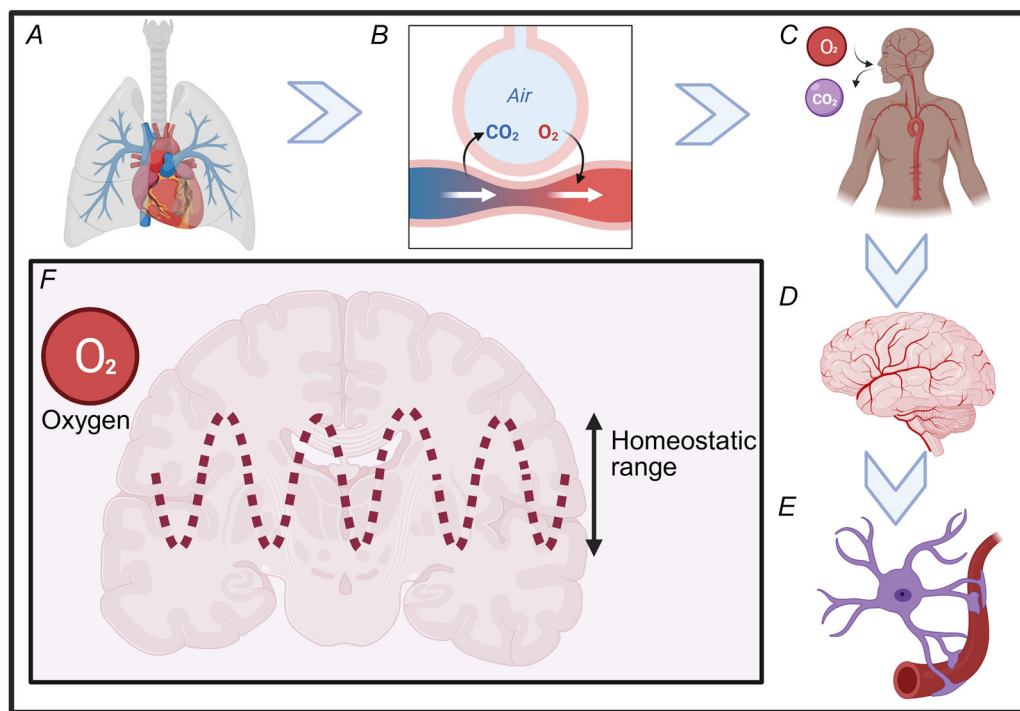 A
B
Air
CO₂ O₂
C
O₂
CO₂
D
E
F
O₂
Oxygen
Homeostatic
range